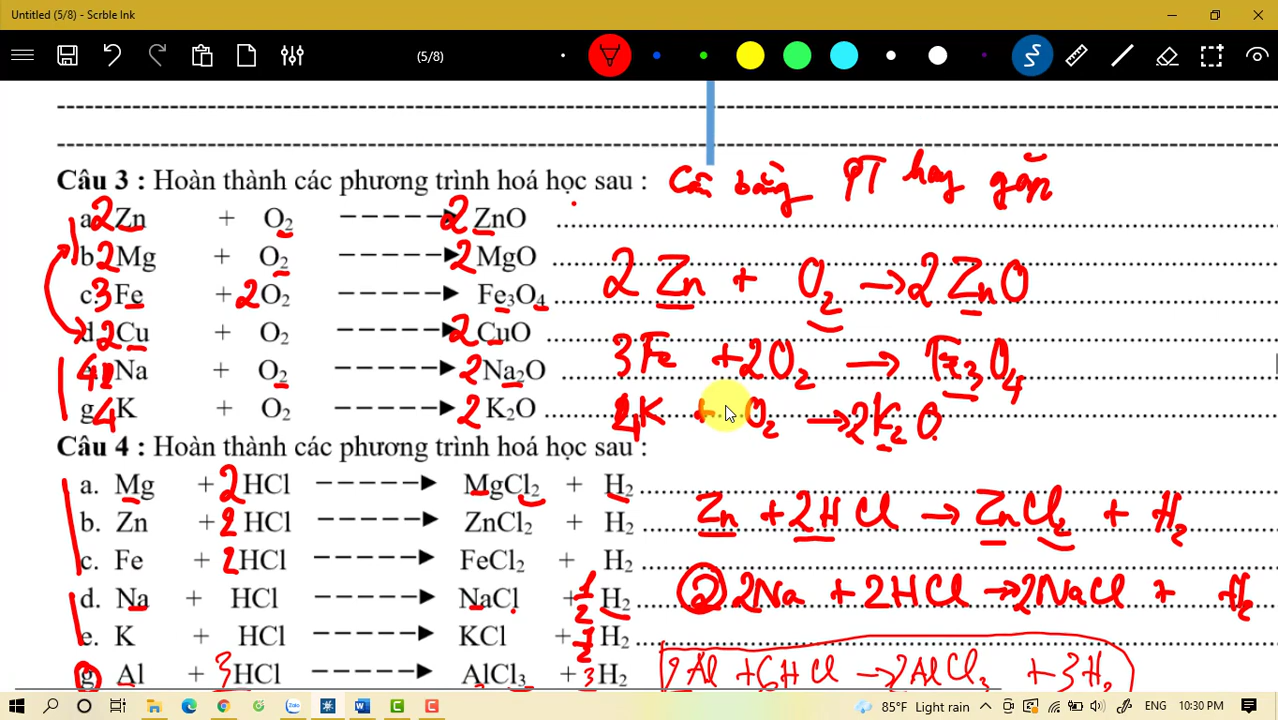 Untitled (5/8) - Scrble Ink
(5/8)
Câu 3 : Hoàn thành các phương trình hoá học sau : Cân bằng PT hay gặp
a. 2Zn + O₂ -----> 2ZnO
b. 2Mg + O₂ -----> 2MgO
2Zn + O₂ → 2ZnO
c. 3Fe + 2O₂ -----> Fe₃O₄
d. 2Cu + O₂ -----> 2CuO
3Fe + 2O₂ → Fe₃O₄
4Na + O₂ -----> 2Na₂O
g. 4K + O₂ -----> 2K₂O
4K + O₂ → 2K₂O
Câu 4 : Hoàn thành các phương trình hoá học sau :
a. Mg + 2HCl -----> MgCl₂ + H₂
b. Zn + 2HCl -----> ZnCl₂ + H₂
Zn + 2HCl → ZnCl₂ + H₂
c. Fe + 2HCl -----> FeCl₂ + H₂
d. Na + HCl -----> NaCl + 1/2 H₂
② 2Na + 2HCl → 2NaCl + H₂
e. K + HCl -----> KCl + 1/2 H₂
g. Al + 3HCl -----> AlCl₃ + 3 H₂
2Al + 6HCl → 2AlCl₃ + 3H₂
85°F Light rain
ENG
10:30 PM